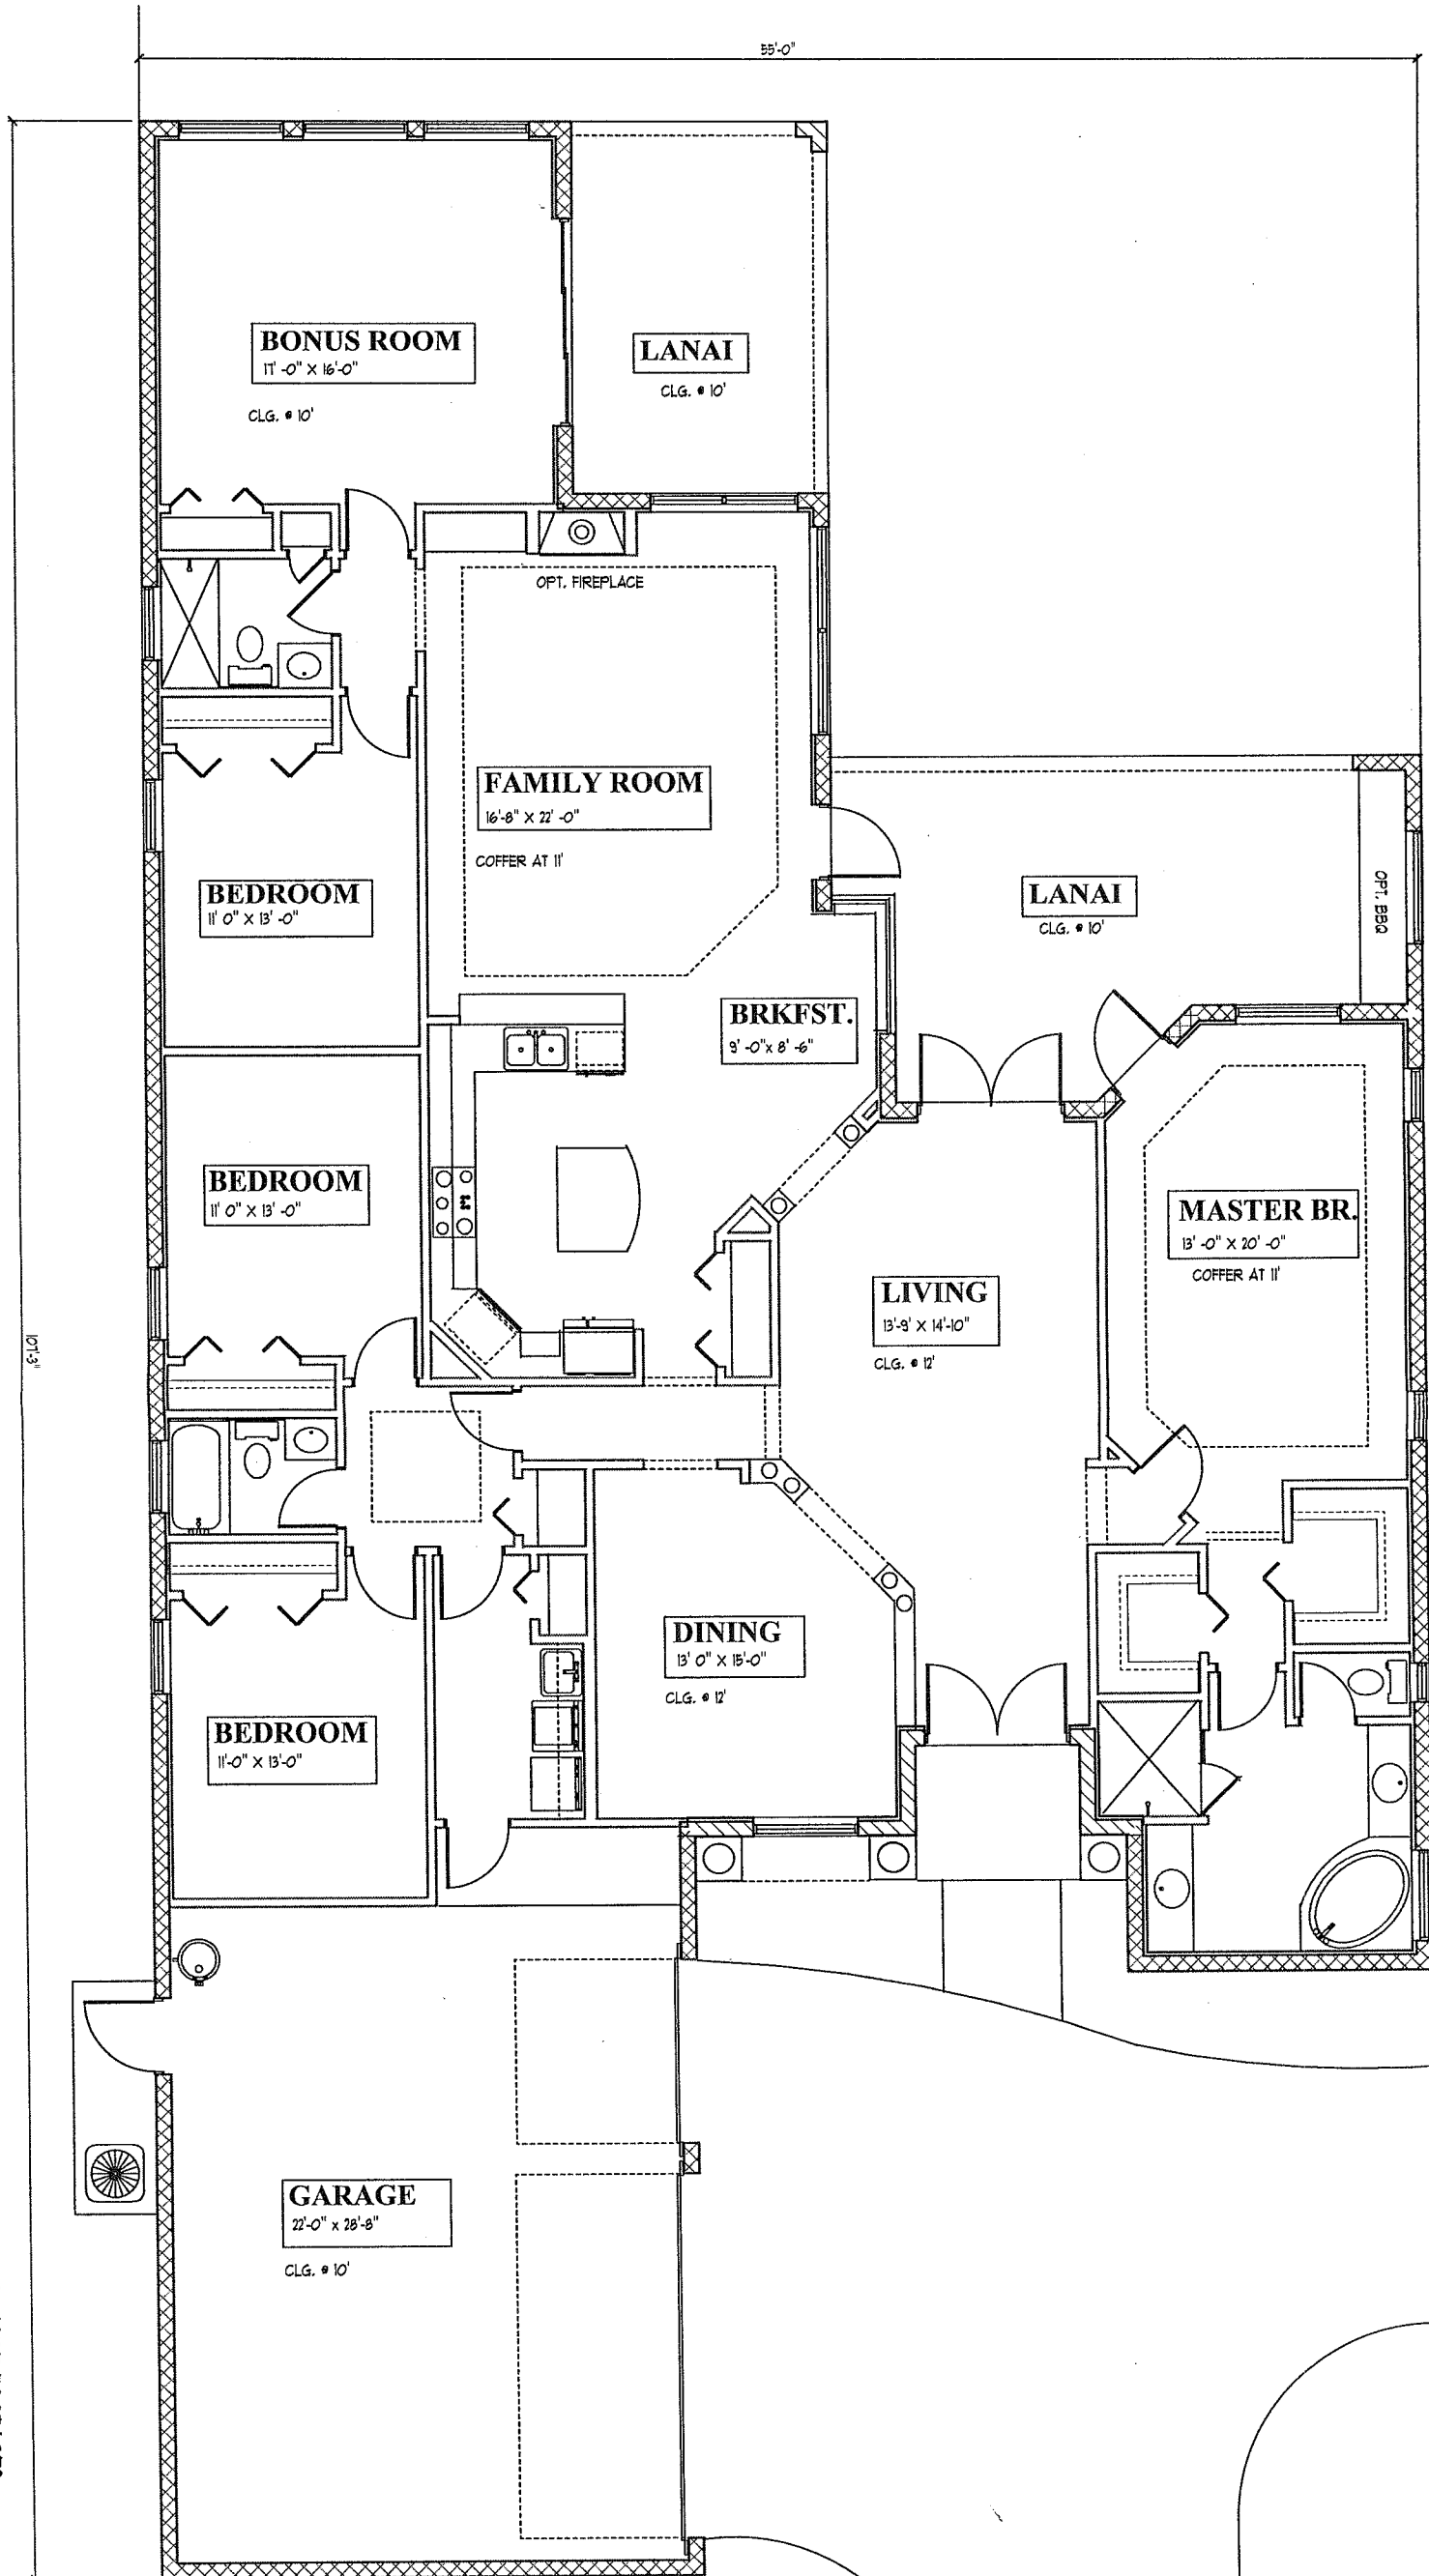 55'-0"
BONUS ROOM
17'-0" X 16'-0"
CLG. @ 10'
LANAI
CLG. @ 10'
OPT. FIREPLACE
FAMILY ROOM
16'-8" X 22'-0"
COFFER AT 11'
BEDROOM
11' 0" X 13'-0"
LANAI
CLG. @ 10'
OPT. BBQ
BRKFST.
9'-0" x 8'-6"
BEDROOM
11' 0" X 13'-0"
MASTER BR.
13'-0" X 20'-0"
COFFER AT 11'
LIVING
13'-9" X 14'-10"
CLG. @ 12'
107'-3"
DINING
13' 0" X 15'-0"
CLG. @ 12'
BEDROOM
11'-0" X 13'-0"
GARAGE
22'-0" x 28'-8"
CLG. @ 10'